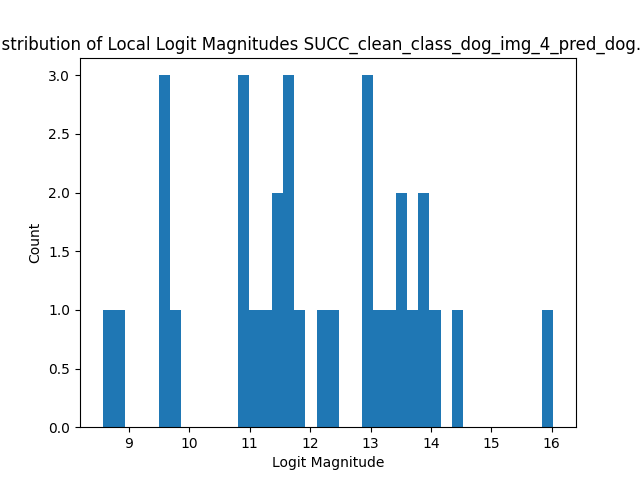 stribution of Local Logit Magnitudes SUCC_clean_class_dog_img_4_pred_dog.
3.0
2.5
2.0
1.5
1.0
0.5
0.0
Count
9 10 11 12 13 14 15 16
Logit Magnitude